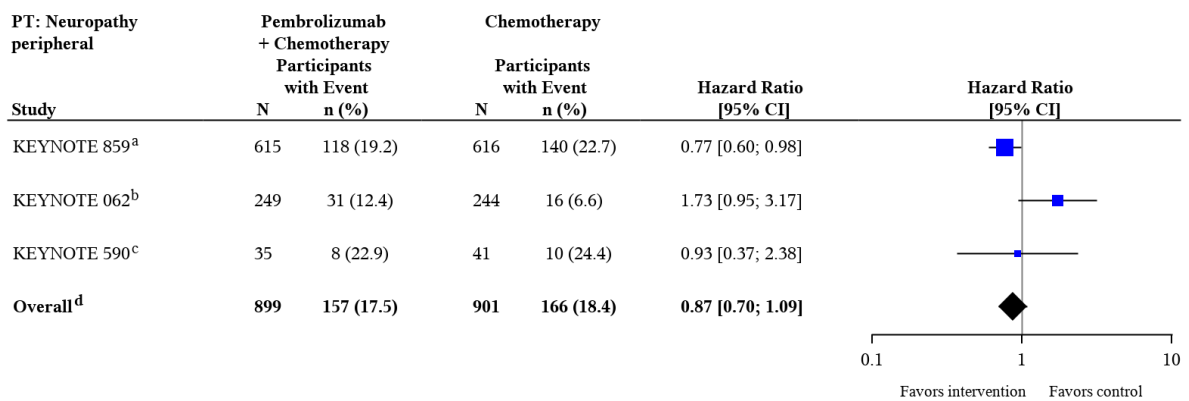 PT: Neuropathy Pembrolizumab Chemotherapy
peripheral + Chemotherapy
Participants Participants
with Event with Event Hazard Ratio Hazard Ratio
Study N n (%) N n (%) [95% CI] [95% CI]
KEYNOTE 859a 615 118 (19.2) 616 140 (22.7) 0.77 [0.60; 0.98]
KEYNOTE 062b 249 31 (12.4) 244 16 (6.6) 1.73 [0.95; 3.17]
KEYNOTE 590c 35 8 (22.9) 41 10 (24.4) 0.93 [0.37; 2.38]
Overalld 899 157 (17.5) 901 166 (18.4) 0.87 [0.70; 1.09]
0.1 1 10
Favors intervention Favors control